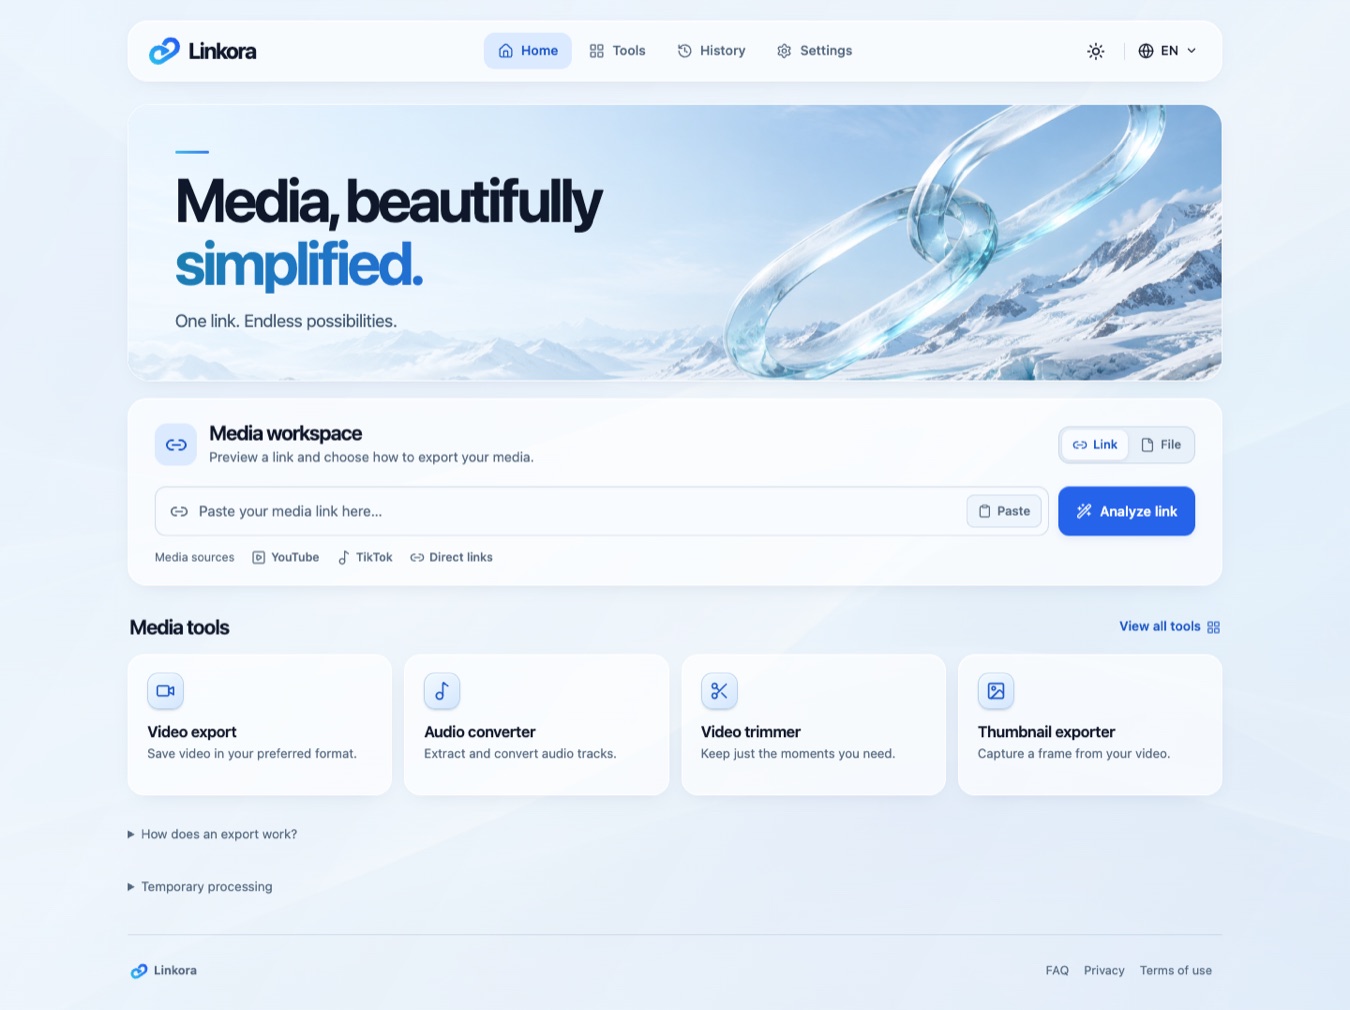 Linkora
Home
Tools
History
Settings
EN
Media, beautifully
simplified.
One link. Endless possibilities.
Media workspace
Preview a link and choose how to export your media.
Link
File
Paste your media link here...
Paste
Analyze link
Media sources
YouTube
TikTok
Direct links
Media tools
View all tools
Video export
Save video in your preferred format.
Audio converter
Extract and convert audio tracks.
Video trimmer
Keep just the moments you need.
Thumbnail exporter
Capture a frame from your video.
How does an export work?
Temporary processing
Linkora
FAQ
Privacy
Terms of use